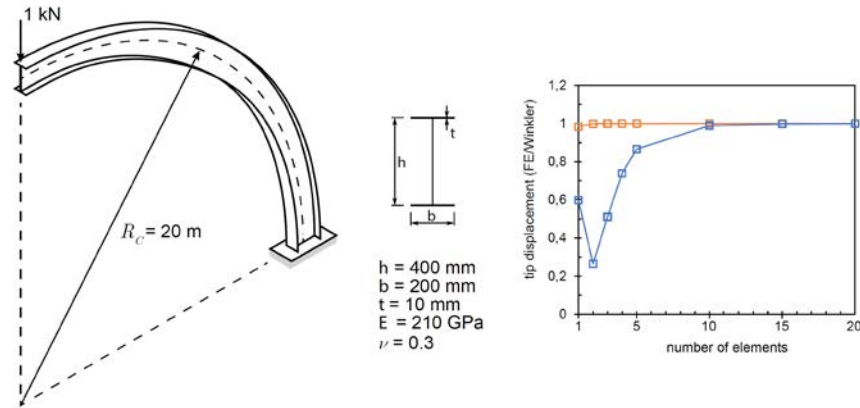 1 kN
R_C = 20 m
t
h
b
h = 400 mm
b = 200 mm
t = 10 mm
E = 210 GPa
ν = 0.3
tip displacement (FE/Winkler)
1,2
1
0,8
0,6
0,4
0,2
0
1 5 10 15 20
number of elements